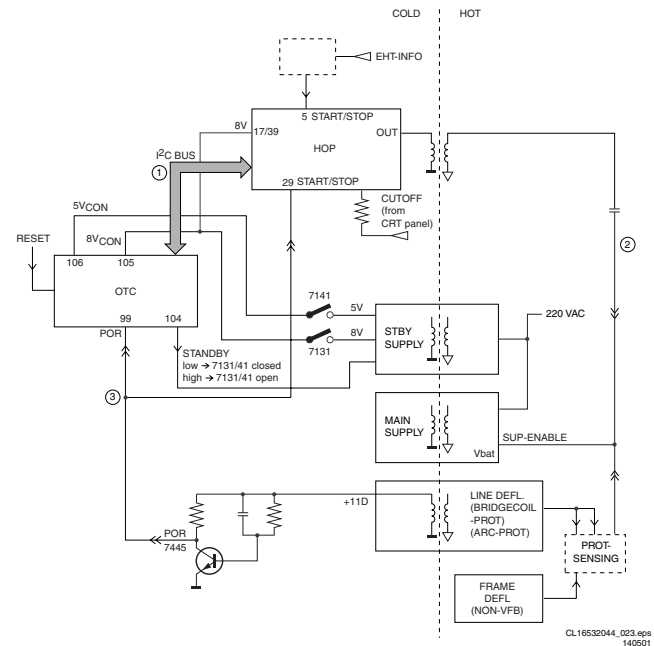 COLD
HOT
EHT-INFO
5 START/STOP
8V
17/39
OUT
HOP
I2C BUS
1
29 START/STOP
CUTOFF
(from
CRT panel)
5VCON
8VCON
RESET
106
105
2
OTC
7141
5V
220 VAC
99
104
8V
STBY
SUPPLY
POR
STANDBY
7131
low → 7131/41 closed
high → 7131/41 open
3
MAIN
SUPPLY
SUP-ENABLE
Vbat
+11D
LINE DEFL.
(BRIDGECOIL
-PROT)
(ARC-PROT)
POR
7445
PROT-
SENSING
FRAME
DEFL
(NON-VFB)
CL16532044_023.eps
140501